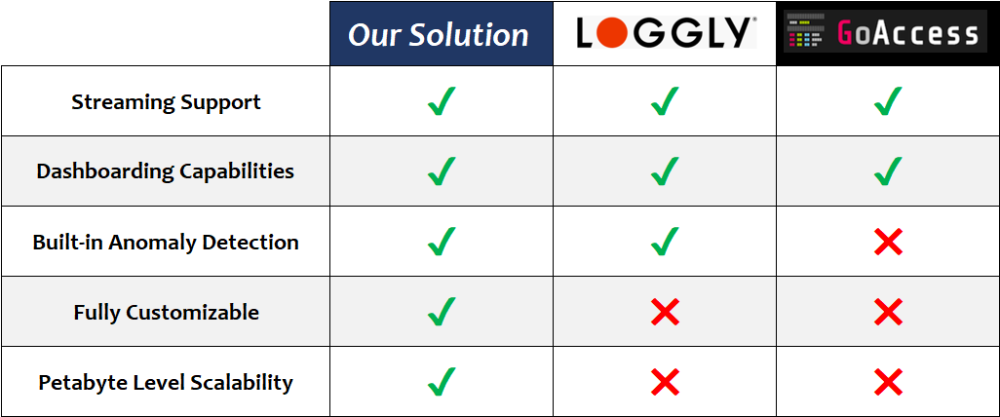 Our Solution
LOGGLY®
GoAccess
Streaming Support
Dashboarding Capabilities
Built-in Anomaly Detection
Fully Customizable
Petabyte Level Scalability